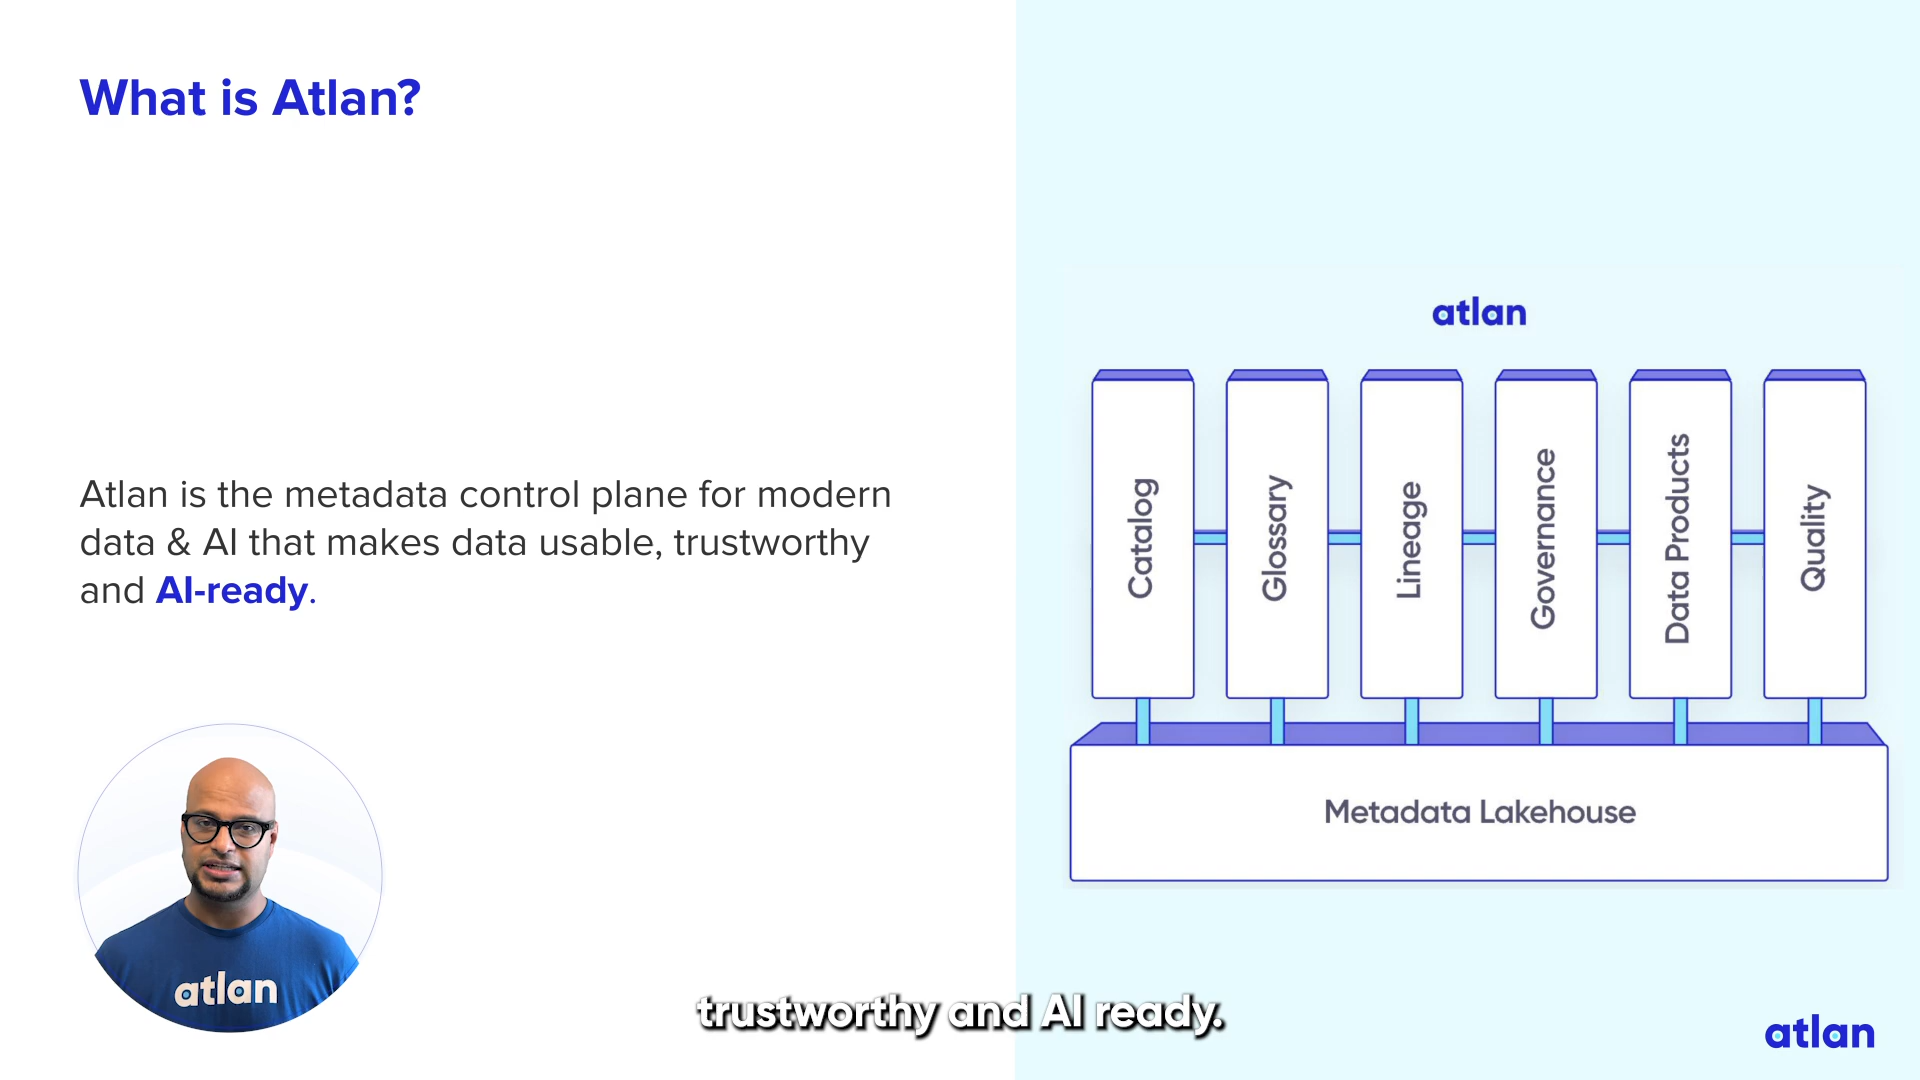 What is Atlan?
Atlan is the metadata control plane for modern
data & AI that makes data usable, trustworthy
and AI-ready.
atlan
atlan
Catalog
Glossary
Lineage
Governance
Data Products
Quality
Metadata Lakehouse
trustworthy and AI ready.
atlan